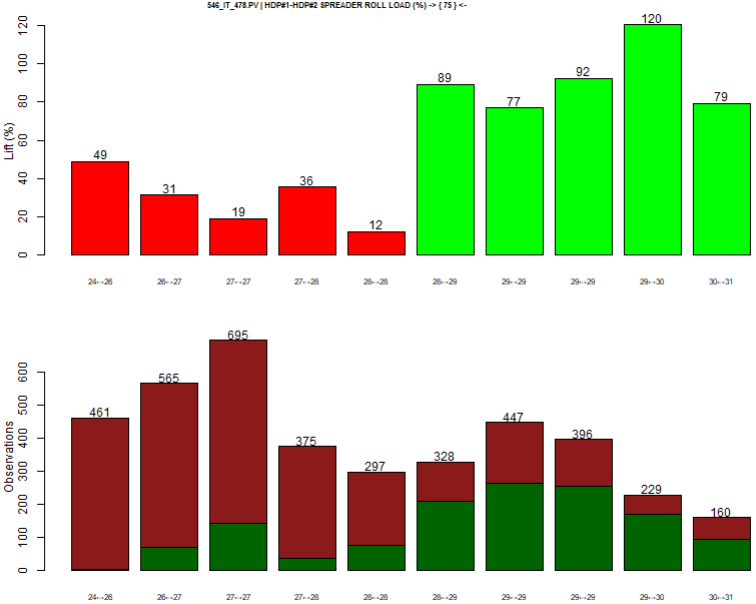 546_IT_478.PV | HDP#1-HDP#2 SPREADER ROLL LOAD (%) -> { 75 } <-
Lift (%)
0 20 40 60 80 100 120
49 31 19 36 12 89 77 92 120 79
24↔26 26↔27 27↔27 27↔28 28↔28 28↔29 29↔29 29↔29 29↔30 30↔31
Observations
0 100 200 300 400 500 600
461 565 695 375 297 328 447 396 229 160
24↔26 26↔27 27↔27 27↔28 28↔28 28↔29 29↔29 29↔29 29↔30 30↔31